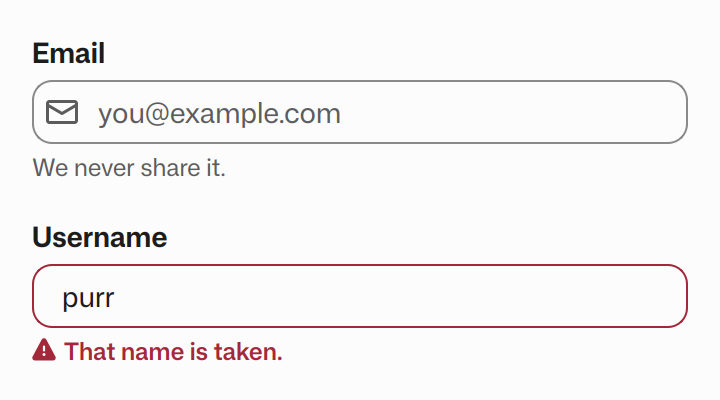 Email
you@example.com
We never share it.
Username
purr
That name is taken.